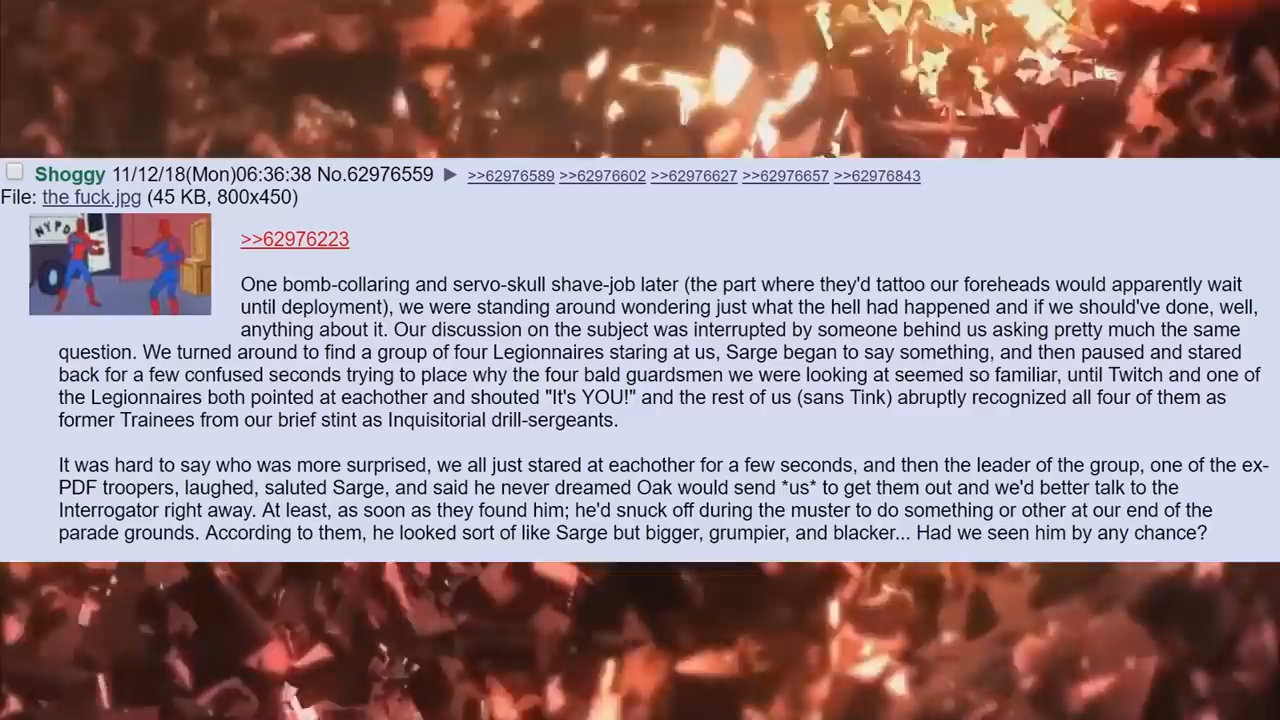 Shoggy 11/12/18(Mon)06:36:38 No.62976559 ▶ >>62976589 >>62976602 >>62976627 >>62976657 >>62976843
File: the fuck.jpg (45 KB, 800x450)
NYPD
>>62976223
One bomb-collaring and servo-skull shave-job later (the part where they'd tattoo our foreheads would apparently wait
until deployment), we were standing around wondering just what the hell had happened and if we should've done, well,
anything about it. Our discussion on the subject was interrupted by someone behind us asking pretty much the same
question. We turned around to find a group of four Legionnaires staring at us, Sarge began to say something, and then paused and stared
back for a few confused seconds trying to place why the four bald guardsmen we were looking at seemed so familiar, until Twitch and one of
the Legionnaires both pointed at eachother and shouted "It's YOU!" and the rest of us (sans Tink) abruptly recognized all four of them as
former Trainees from our brief stint as Inquisitorial drill-sergeants.
It was hard to say who was more surprised, we all just stared at eachother for a few seconds, and then the leader of the group, one of the ex-
PDF troopers, laughed, saluted Sarge, and said he never dreamed Oak would send *us* to get them out and we'd better talk to the
Interrogator right away. At least, as soon as they found him; he'd snuck off during the muster to do something or other at our end of the
parade grounds. According to them, he looked sort of like Sarge but bigger, grumpier, and blacker... Had we seen him by any chance?